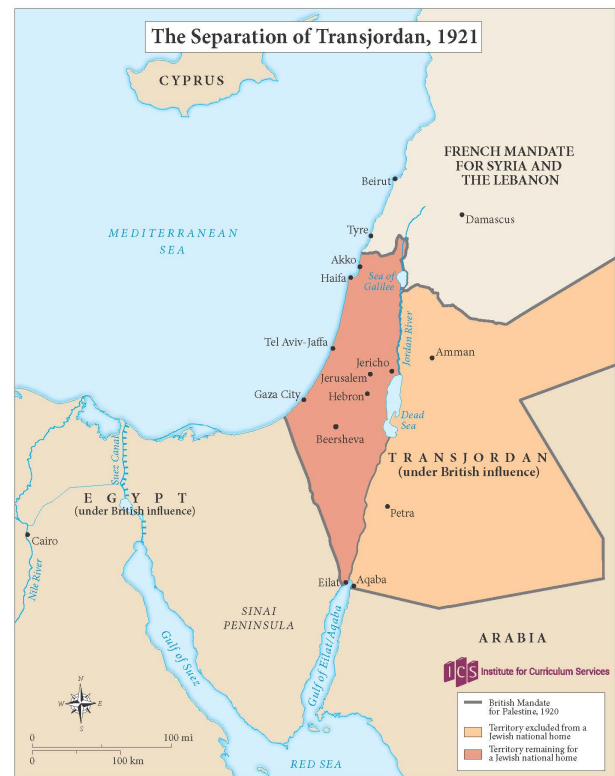 The Separation of Transjordan, 1921
CYPRUS
FRENCH MANDATE
FOR SYRIA AND
THE LEBANON
Beirut
Damascus
MEDITERRANEAN
SEA
Tyre
Akko
Haifa
Sea of
Galilee
Jordan River
Tel Aviv-Jaffa
Amman
Jericho
Jerusalem
Gaza City
Hebron
Dead
Sea
Beersheva
TRANSJORDAN
(under British influence)
Suez Canal
EGYPT
(under British influence)
Petra
Cairo
Nile River
Eilat
Aqaba
SINAI
PENINSULA
Gulf of Suez
Gulf of Eilat/Aqaba
ARABIA
ICS Institute for Curriculum Services
N
W
E
S
British Mandate
for Palestine, 1920
Territory excluded from a
Jewish national home
Territory remaining for
a Jewish national home
0 100 mi
0 100 km
RED SEA